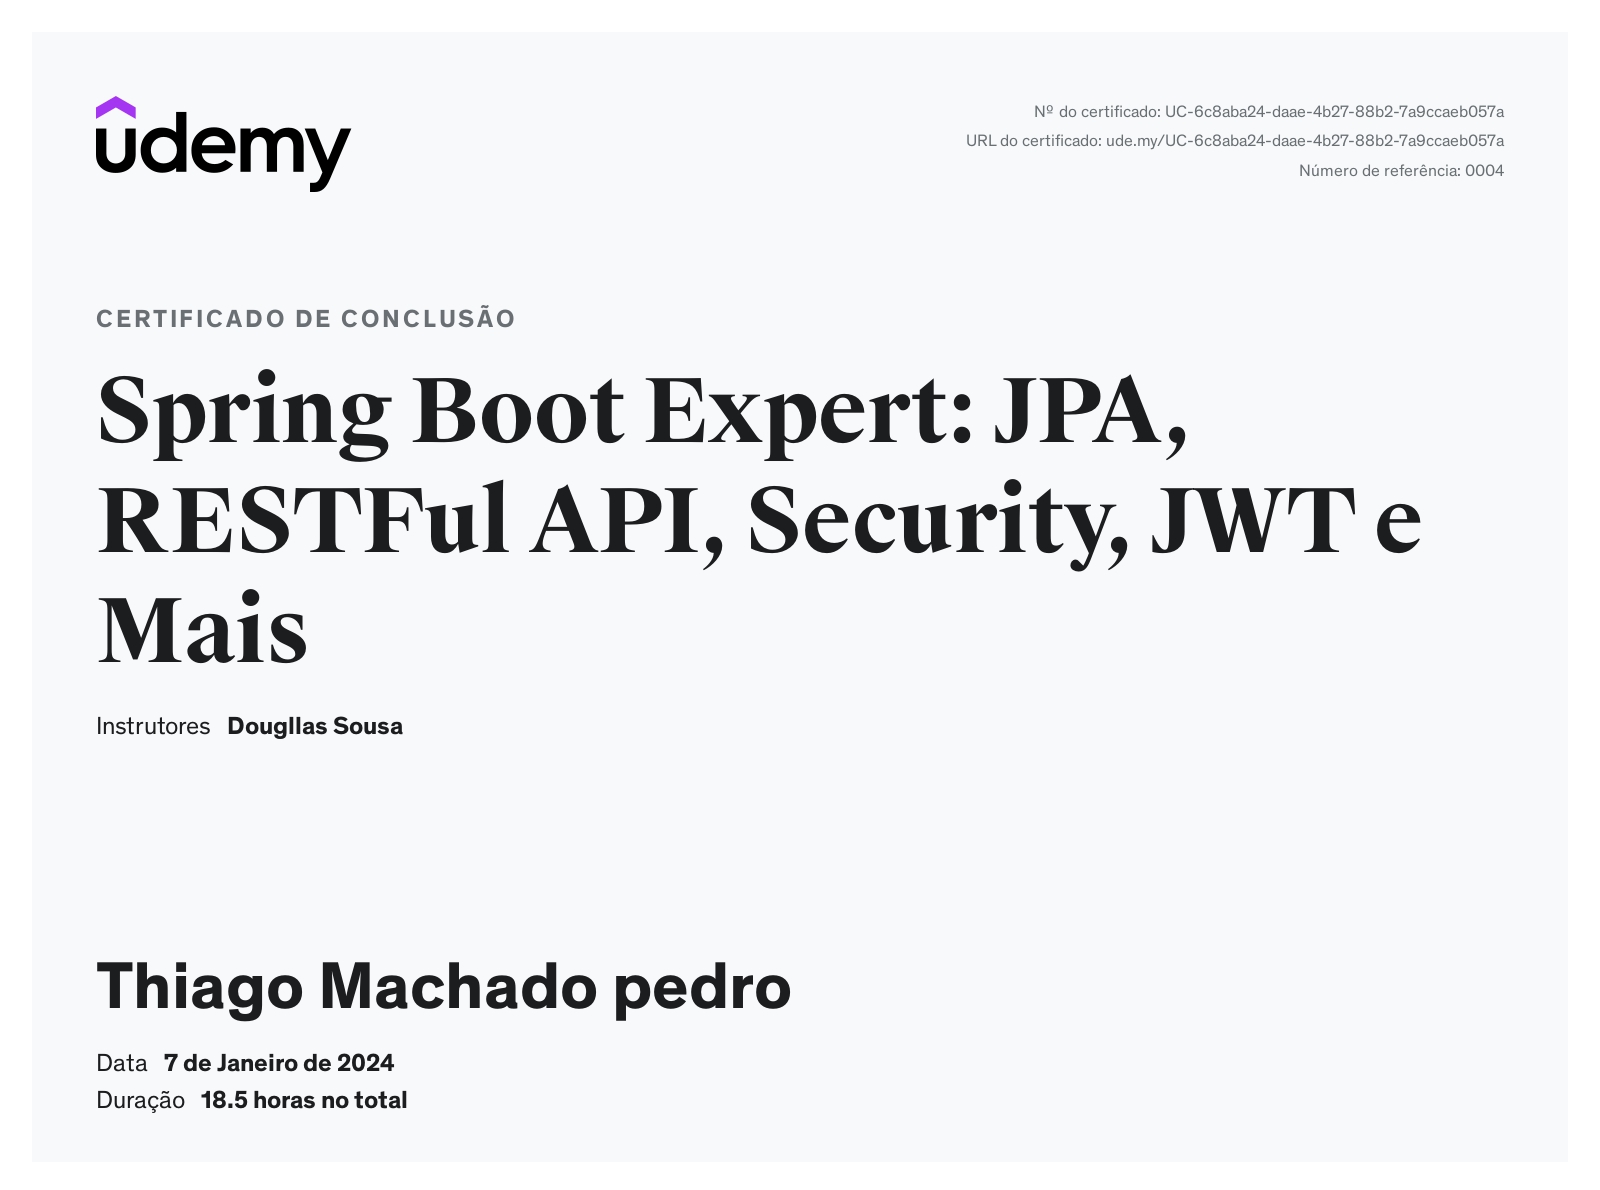 udemy
Nº do certificado: UC-6c8aba24-daae-4b27-88b2-7a9ccaeb057a
URL do certificado: ude.my/UC-6c8aba24-daae-4b27-88b2-7a9ccaeb057a
Número de referência: 0004
CERTIFICADO DE CONCLUSÃO
Spring Boot Expert: JPA,
RESTFul API, Security, JWT e
Mais
Instrutores Dougllas Sousa
Thiago Machado pedro
Data 7 de Janeiro de 2024
Duração 18.5 horas no total